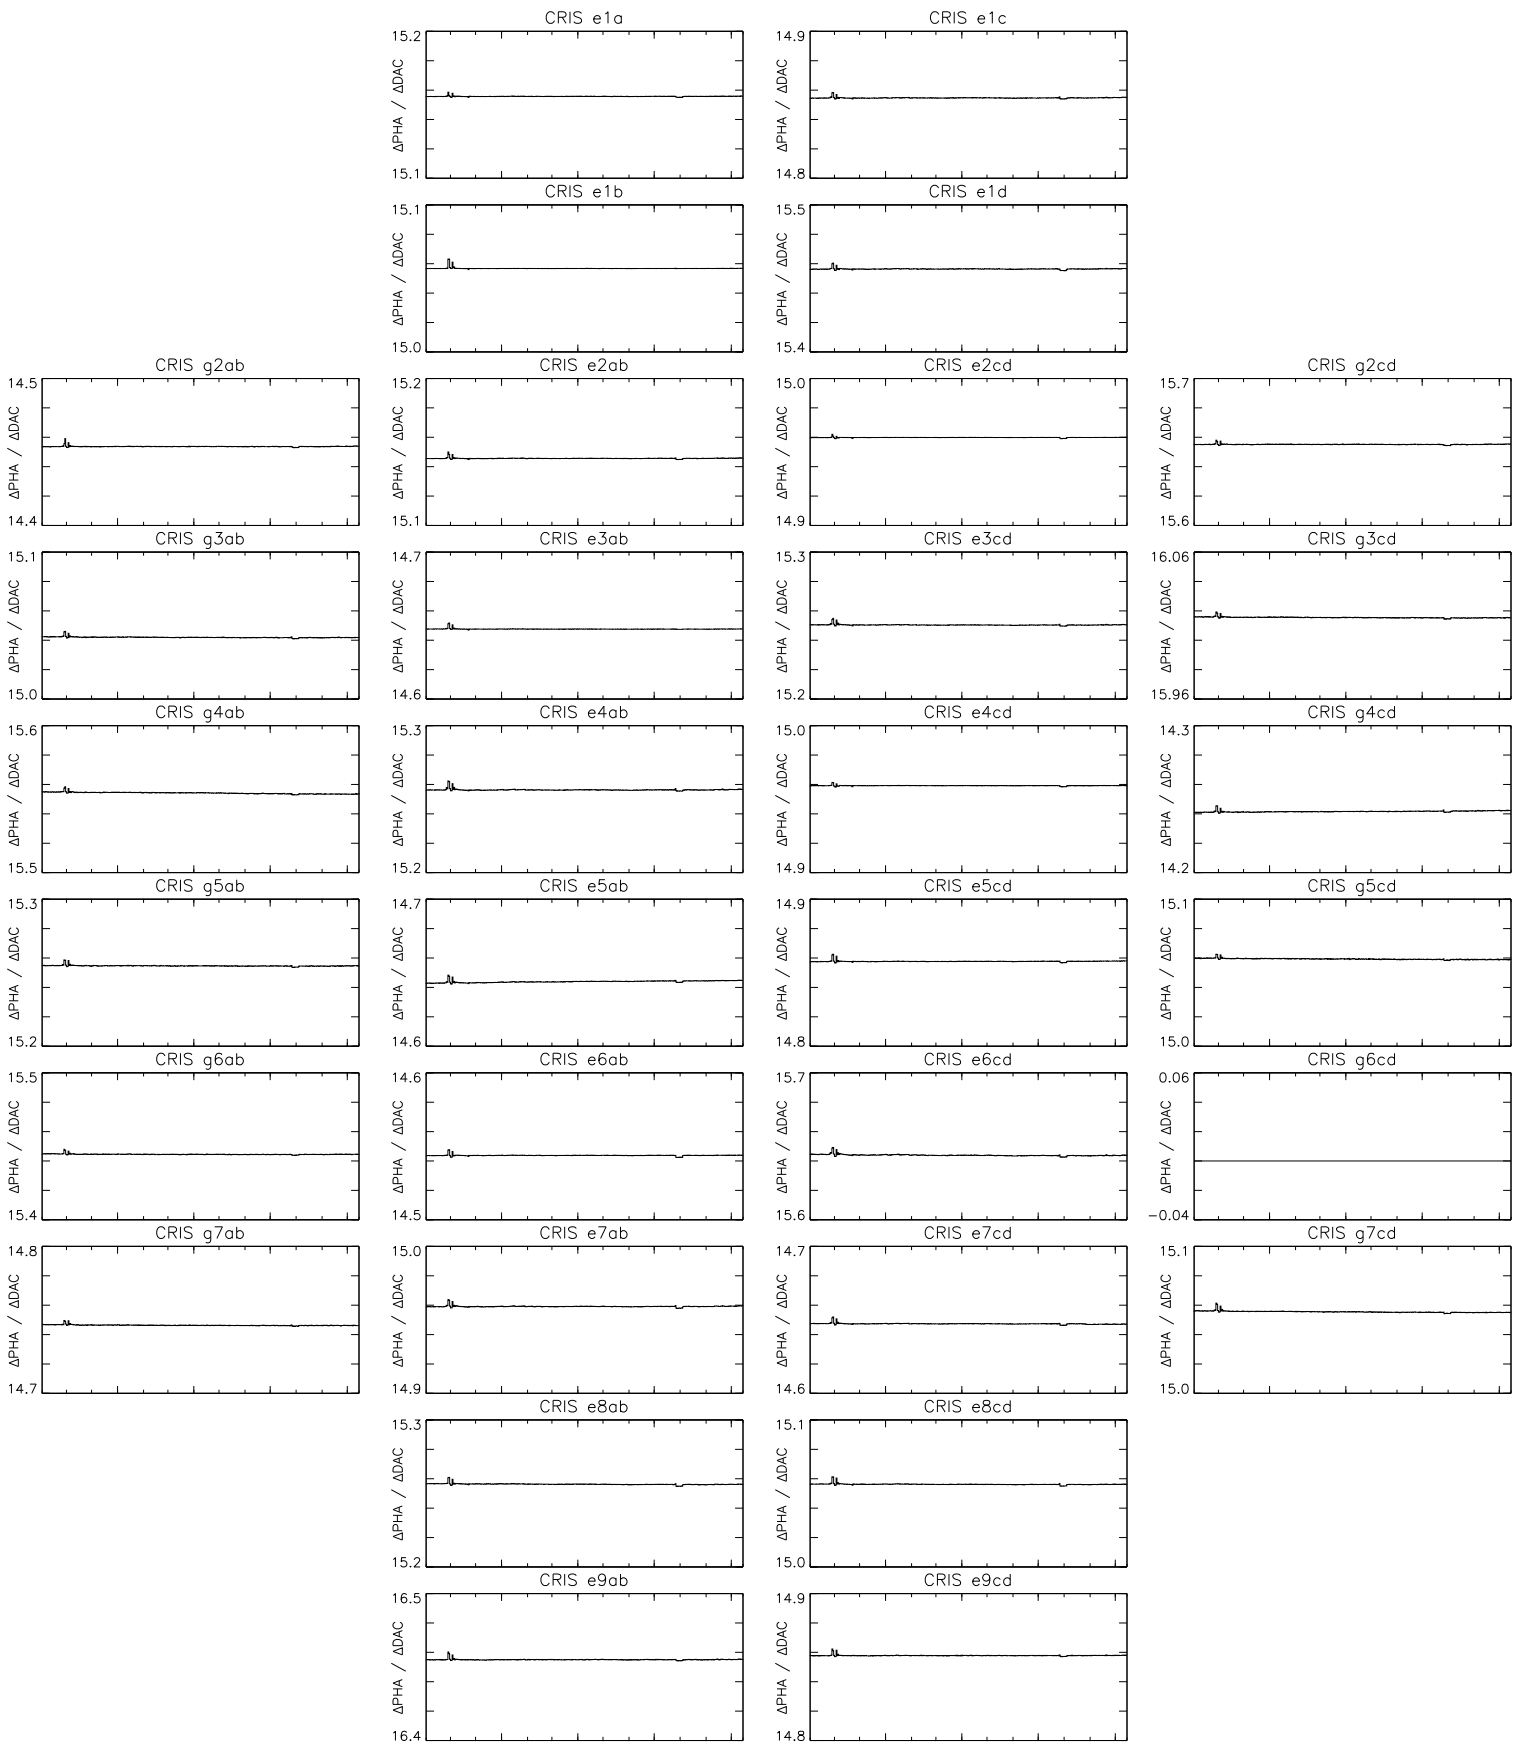 CRIS e1a
15.2
ΔPHA / ΔDAC
15.1
CRIS e1c
14.9
ΔPHA / ΔDAC
14.8
CRIS e1b
15.1
ΔPHA / ΔDAC
15.0
CRIS e1d
15.5
ΔPHA / ΔDAC
15.4
CRIS g2ab
14.5
ΔPHA / ΔDAC
14.4
CRIS e2ab
15.2
ΔPHA / ΔDAC
15.1
CRIS e2cd
15.0
ΔPHA / ΔDAC
14.9
CRIS g2cd
15.7
ΔPHA / ΔDAC
15.6
CRIS g3ab
15.1
ΔPHA / ΔDAC
15.0
CRIS e3ab
14.7
ΔPHA / ΔDAC
14.6
CRIS e3cd
15.3
ΔPHA / ΔDAC
15.2
CRIS g3cd
16.06
ΔPHA / ΔDAC
15.96
CRIS g4ab
15.6
ΔPHA / ΔDAC
15.5
CRIS e4ab
15.3
ΔPHA / ΔDAC
15.2
CRIS e4cd
15.0
ΔPHA / ΔDAC
14.9
CRIS g4cd
14.3
ΔPHA / ΔDAC
14.2
CRIS g5ab
15.3
ΔPHA / ΔDAC
15.2
CRIS e5ab
14.7
ΔPHA / ΔDAC
14.6
CRIS e5cd
14.9
ΔPHA / ΔDAC
14.8
CRIS g5cd
15.1
ΔPHA / ΔDAC
15.0
CRIS g6ab
15.5
ΔPHA / ΔDAC
15.4
CRIS e6ab
14.6
ΔPHA / ΔDAC
14.5
CRIS e6cd
15.7
ΔPHA / ΔDAC
15.6
CRIS g6cd
0.06
ΔPHA / ΔDAC
-0.04
CRIS g7ab
14.8
ΔPHA / ΔDAC
14.7
CRIS e7ab
15.0
ΔPHA / ΔDAC
14.9
CRIS e7cd
14.7
ΔPHA / ΔDAC
14.6
CRIS g7cd
15.1
ΔPHA / ΔDAC
15.0
CRIS e8ab
15.3
ΔPHA / ΔDAC
15.2
CRIS e8cd
15.1
ΔPHA / ΔDAC
15.0
CRIS e9ab
16.5
ΔPHA / ΔDAC
16.4
CRIS e9cd
14.9
ΔPHA / ΔDAC
14.8